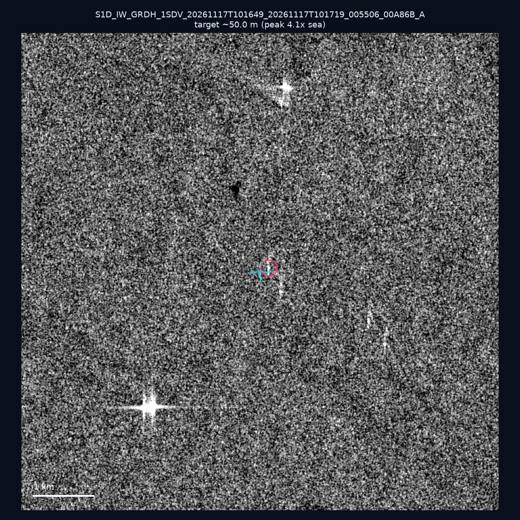 S1D_IW_GRDH_1SDV_20261117T101649_20261117T101719_005506_00A86B_A
target ~50.0 m (peak 4.1x sea)
1 km